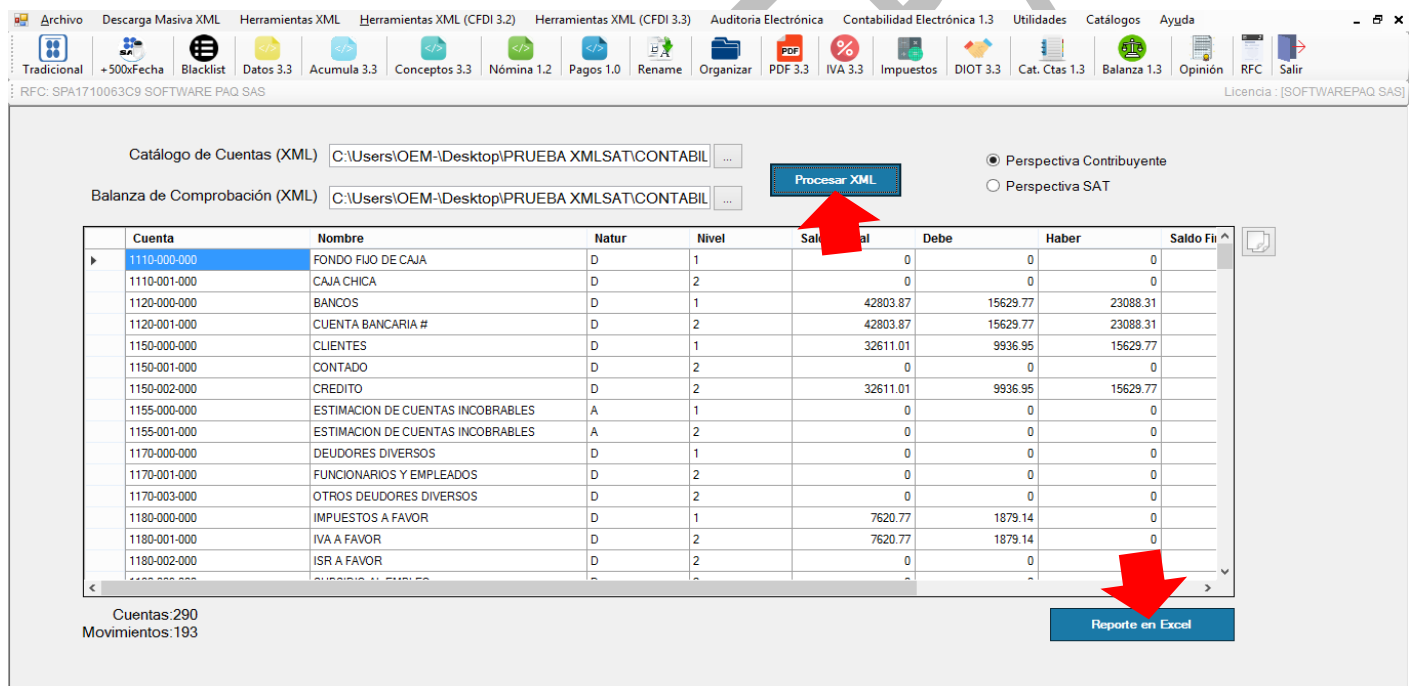 Archivo Descarga Masiva XML Herramientas XML Herramientas XML (CFDI 3.2) Herramientas XML (CFDI 3.3) Auditoria Electrónica Contabilidad Electrónica 1.3 Utilidades Catálogos Ayuda
Tradicional +500xFecha Blacklist Datos 3.3 Acumula 3.3 Conceptos 3.3 Nómina 1.2 Pagos 1.0 Rename Organizar PDF 3.3 IVA 3.3 Impuestos DIOT 3.3 Cat. Ctas 1.3 Balanza 1.3 Opinión RFC Salir
RFC: SPA1710063C9 SOFTWARE PAQ SAS Licencia : [SOFTWAREPAQ SAS]
Catálogo de Cuentas (XML) C:\Users\OEM-\Desktop\PRUEBA XMLSAT\CONTABIL ...
Procesar XML
Perspectiva Contribuyente
Balanza de Comprobación (XML) C:\Users\OEM-\Desktop\PRUEBA XMLSAT\CONTABIL ...
Perspectiva SAT
Cuenta Nombre Natur Nivel Debe Haber Saldo
1110-000-000 FONDO FIJO DE CAJA D 1 0 0 0
1110-001-000 CAJA CHICA D 2 0 0 0
1120-000-000 BANCOS D 1 42803.87 15629.77 23088.31
1120-001-000 CUENTA BANCARIA # D 2 42803.87 15629.77 23088.31
1150-000-000 CLIENTES D 1 32611.01 9936.95 15629.77
1150-001-000 CONTADO D 2 0 0 0
1150-002-000 CREDITO D 2 32611.01 9936.95 15629.77
1155-000-000 ESTIMACION DE CUENTAS INCOBRABLES A 1 0 0 0
1155-001-000 ESTIMACION DE CUENTAS INCOBRABLES A 2 0 0 0
1170-000-000 DEUDORES DIVERSOS D 1 0 0 0
1170-001-000 FUNCIONARIOS Y EMPLEADOS D 2 0 0 0
1170-003-000 OTROS DEUDORES DIVERSOS D 2 0 0 0
1180-000-000 IMPUESTOS A FAVOR D 1 7620.77 1879.14 0
1180-001-000 IVA A FAVOR D 2 7620.77 1879.14 0
1180-002-000 ISR A FAVOR D 2 0 0
Cuentas:290
Movimientos:193
Reporte en Excel